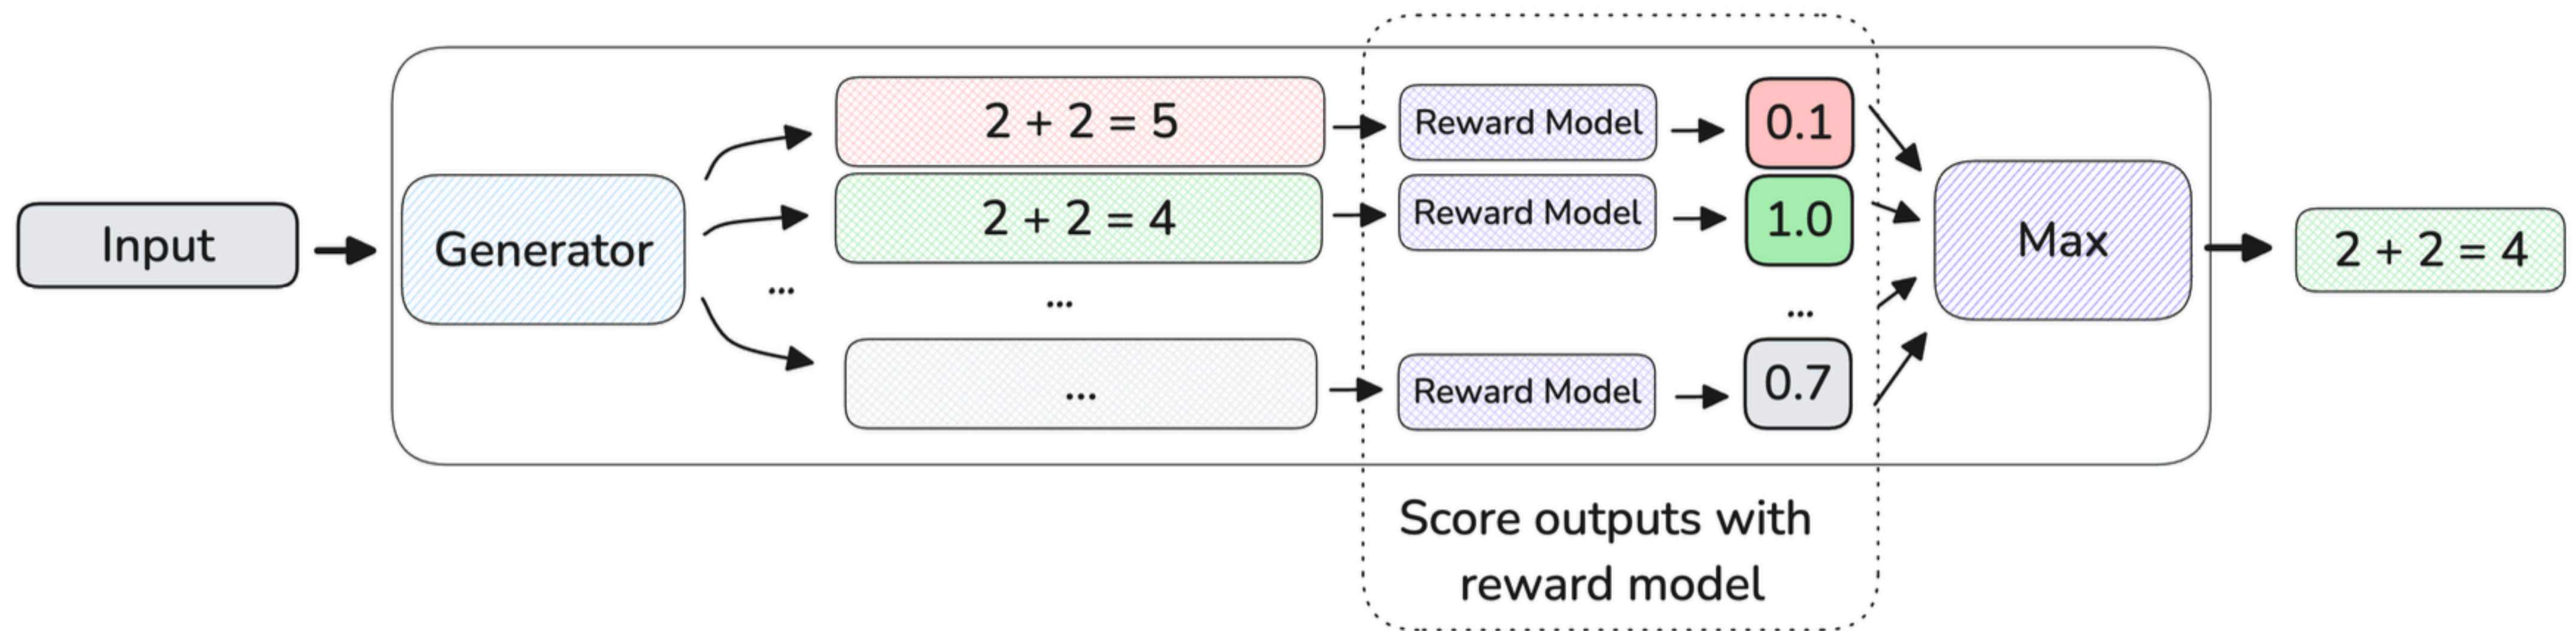 Input
Generator
...
2 + 2 = 5
2 + 2 = 4
...
...
Reward Model
Reward Model
Reward Model
0.1
1.0
...
0.7
Score outputs with
reward model
Max
2 + 2 = 4